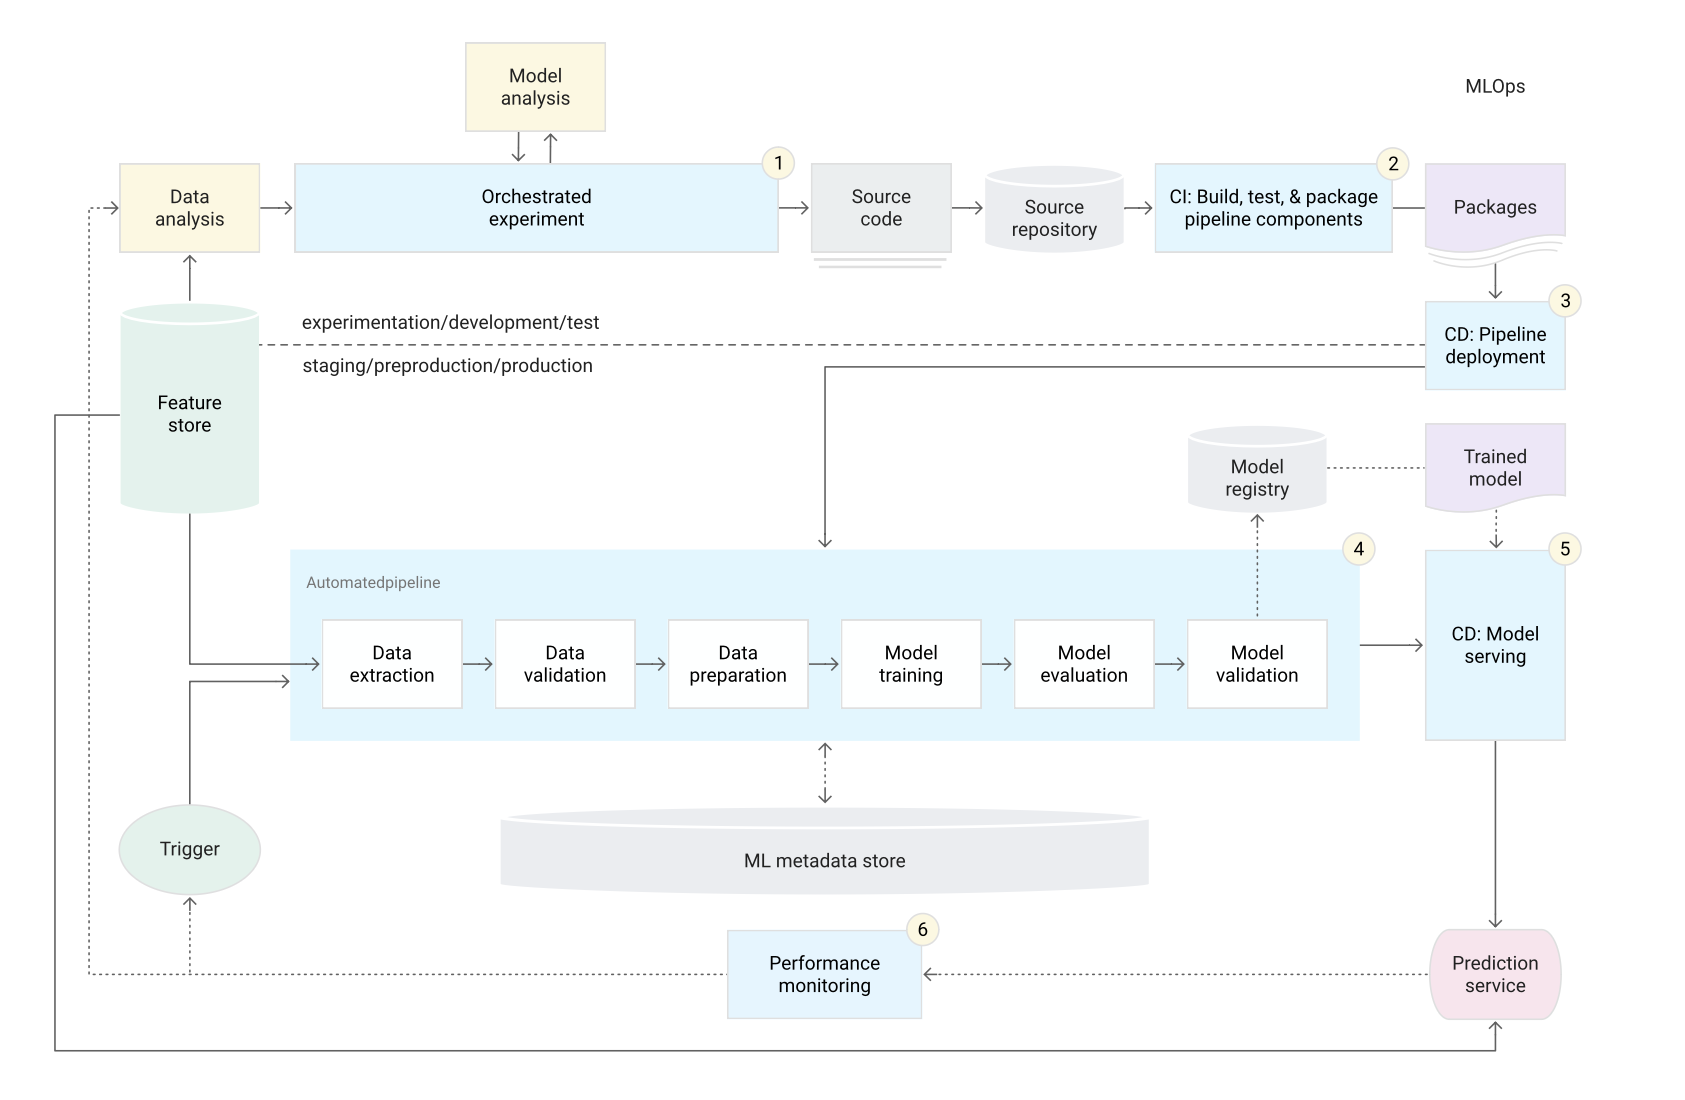 Model
analysis
MLOps
1
2
Data
analysis
Orchestrated
experiment
Source
code
Source
repository
CI: Build, test, & package
pipeline components
Packages
3
experimentation/development/test
staging/preproduction/production
CD: Pipeline
deployment
Feature
store
Model
registry
Trained
model
4
5
Automatedpipeline
Data
extraction
Data
validation
Data
preparation
Model
training
Model
evaluation
Model
validation
CD: Model
serving
Trigger
ML metadata store
6
Performance
monitoring
Prediction
service